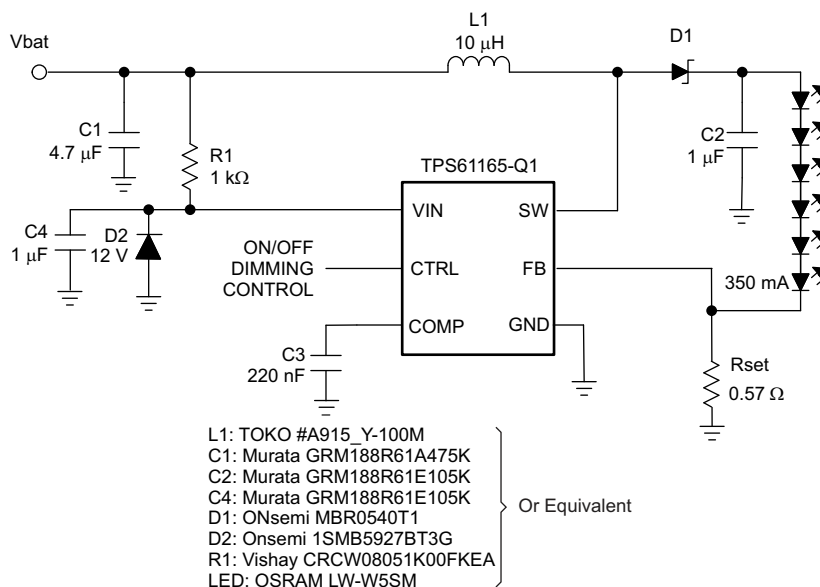 L1
10 μH
D1
Vbat
C1
4.7 μF
R1
1 kΩ
C2
1 μF
TPS61165-Q1
VIN
SW
C4
1 μF
D2
12 V
ON/OFF
DIMMING
CONTROL
CTRL
FB
350 mA
COMP
GND
C3
220 nF
Rset
0.57 Ω
L1: TOKO #A915_Y-100M
C1: Murata GRM188R61A475K
C2: Murata GRM188R61E105K
C4: Murata GRM188R61E105K
D1: ONsemi MBR0540T1
D2: Onsemi 1SMB5927BT3G
R1: Vishay CRCW08051K00FKEA
LED: OSRAM LW-W5SM
Or Equivalent